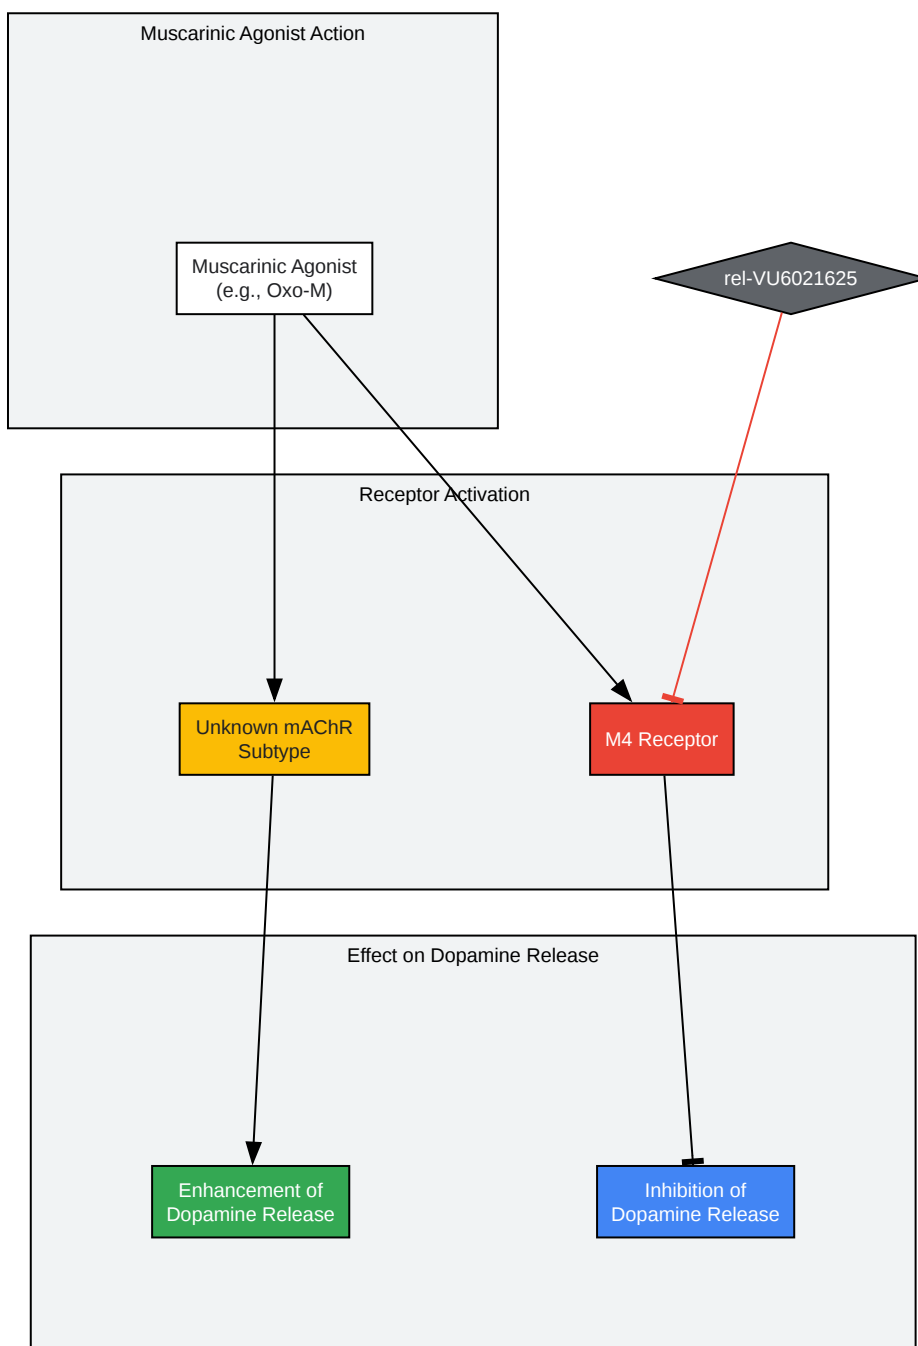 Muscarinic Agonist Action
Muscarinic Agonist
(e.g., Oxo-M)
rel-VU6021625
Receptor Activation
Unknown mAChR
Subtype
M4 Receptor
Effect on Dopamine Release
Enhancement of
Dopamine Release
Inhibition of
Dopamine Release